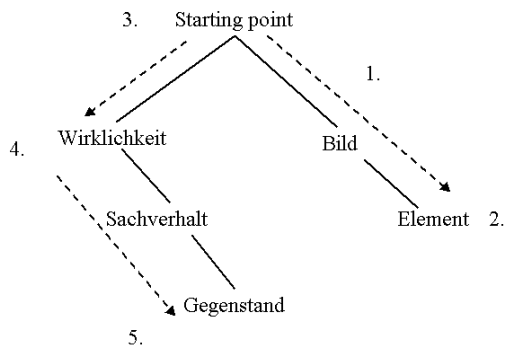 3. Starting point
1.
Wirklichkeit
Bild
4.
Sachverhalt
Element 2.
Gegenstand
5.